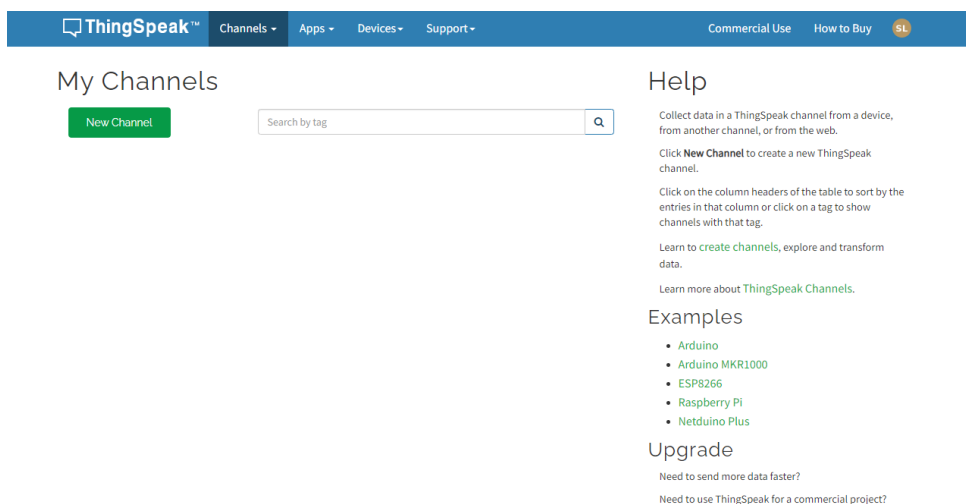 ThingSpeak™ Channels Apps Devices Support Commercial Use How to Buy SL
My Channels
New Channel
Search by tag
Help
Collect data in a ThingSpeak channel from a device,
from another channel, or from the web.
Click New Channel to create a new ThingSpeak
channel.
Click on the column headers of the table to sort by the
entries in that column or click on a tag to show
channels with that tag.
Learn to create channels, explore and transform
data.
Learn more about ThingSpeak Channels.
Examples
• Arduino
• Arduino MKR1000
• ESP8266
• Raspberry Pi
• Netduino Plus
Upgrade
Need to send more data faster?
Need to use ThingSpeak for a commercial project?